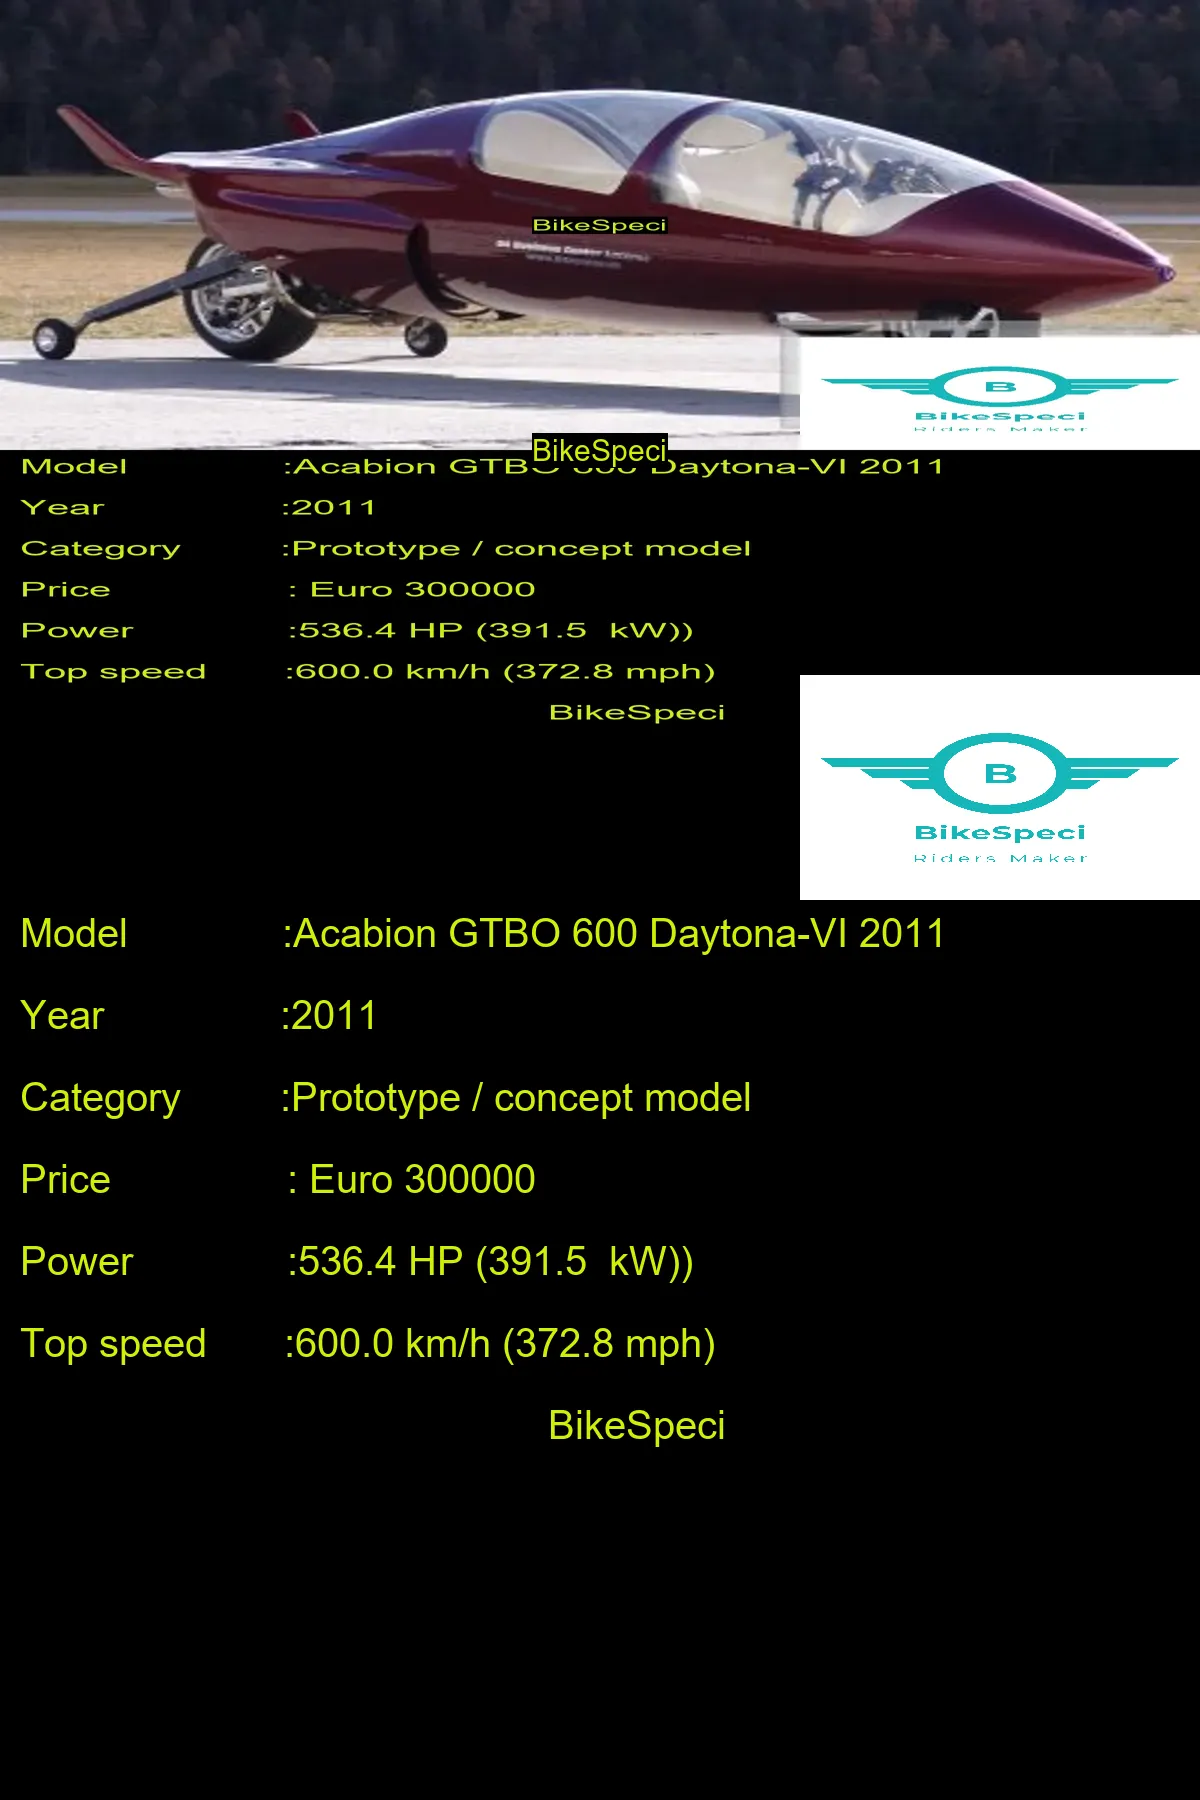 BikeSpeci
B
BikeSpeci
Riders Maker
BikeSpeci
Model :Acabion GTBO 600 Daytona-VI 2011
Year :2011
Category :Prototype / concept model
Price : Euro 300000
Power :536.4 HP (391.5 kW))
Top speed :600.0 km/h (372.8 mph)
BikeSpeci
B
BikeSpeci
Riders Maker
Model :Acabion GTBO 600 Daytona-VI 2011
Year :2011
Category :Prototype / concept model
Price : Euro 300000
Power :536.4 HP (391.5 kW))
Top speed :600.0 km/h (372.8 mph)
BikeSpeci